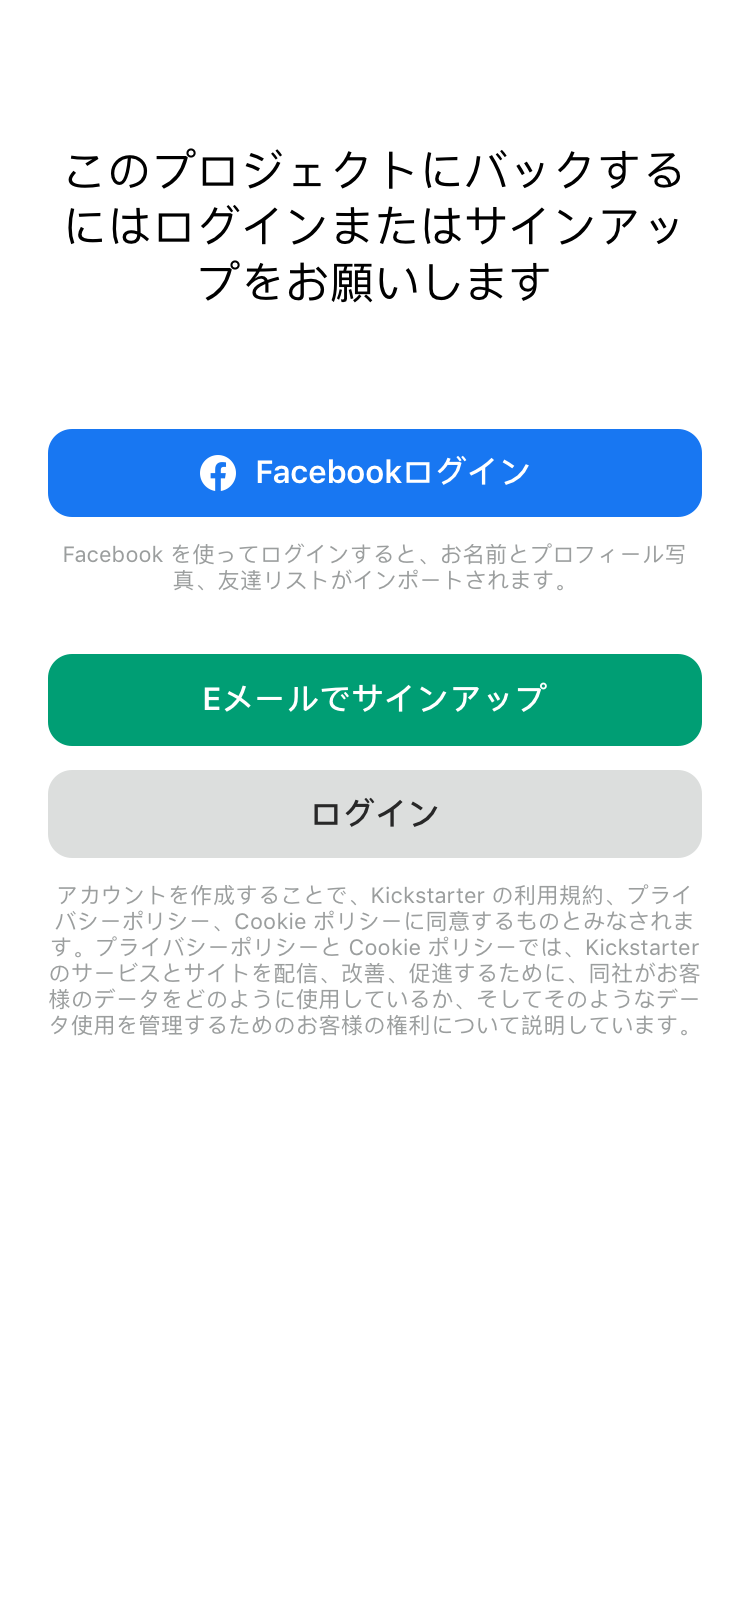 このプロジェクトにバックする
にはログインまたはサインアッ
プをお願いします
Facebookログイン
Facebook を使ってログインすると、お名前とプロフィール写
真、友達リストがインポートされます。
Eメールでサインアップ
ログイン
アカウントを作成することで、Kickstarter の利用規約、プライ
バシーポリシー、Cookie ポリシーに同意するものとみなされま
す。プライバシーポリシーと Cookie ポリシーでは、Kickstarter
のサービスとサイトを配信、改善、促進するために、同社がお客
様のデータをどのように使用しているか、そしてそのようなデー
タ使用を管理するためのお客様の権利について説明しています。